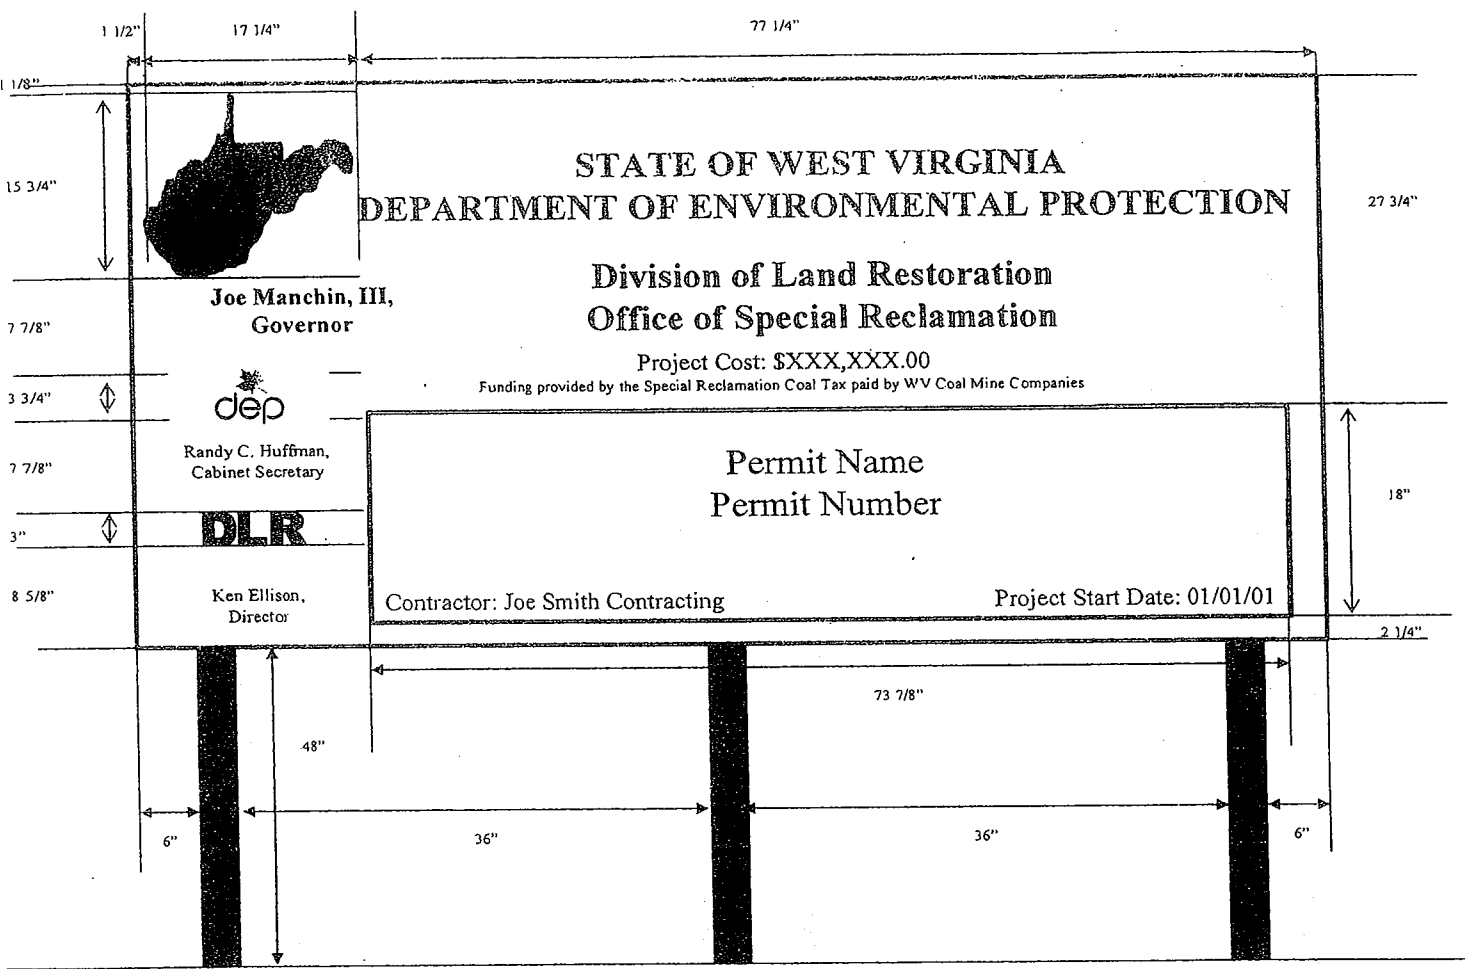 1 1/2"
17 1/4"
77 1/4"
1 1/8"
15 3/4"
STATE OF WEST VIRGINIA
DEPARTMENT OF ENVIRONMENTAL PROTECTION
27 3/4"
Division of Land Restoration
Office of Special Reclamation
Joe Manchin, III,
Governor
7 7/8"
Project Cost: $XXX,XXX.00
Funding provided by the Special Reclamation Coal Tax paid by WV Coal Mine Companies
3 3/4"
dep
Randy C. Huffman,
Cabinet Secretary
7 7/8"
Permit Name
Permit Number
18"
DLR
3"
Ken Ellison,
Director
8 5/8"
Contractor: Joe Smith Contracting
Project Start Date: 01/01/01
2 1/4"
73 7/8"
48"
6"
36"
36"
6"